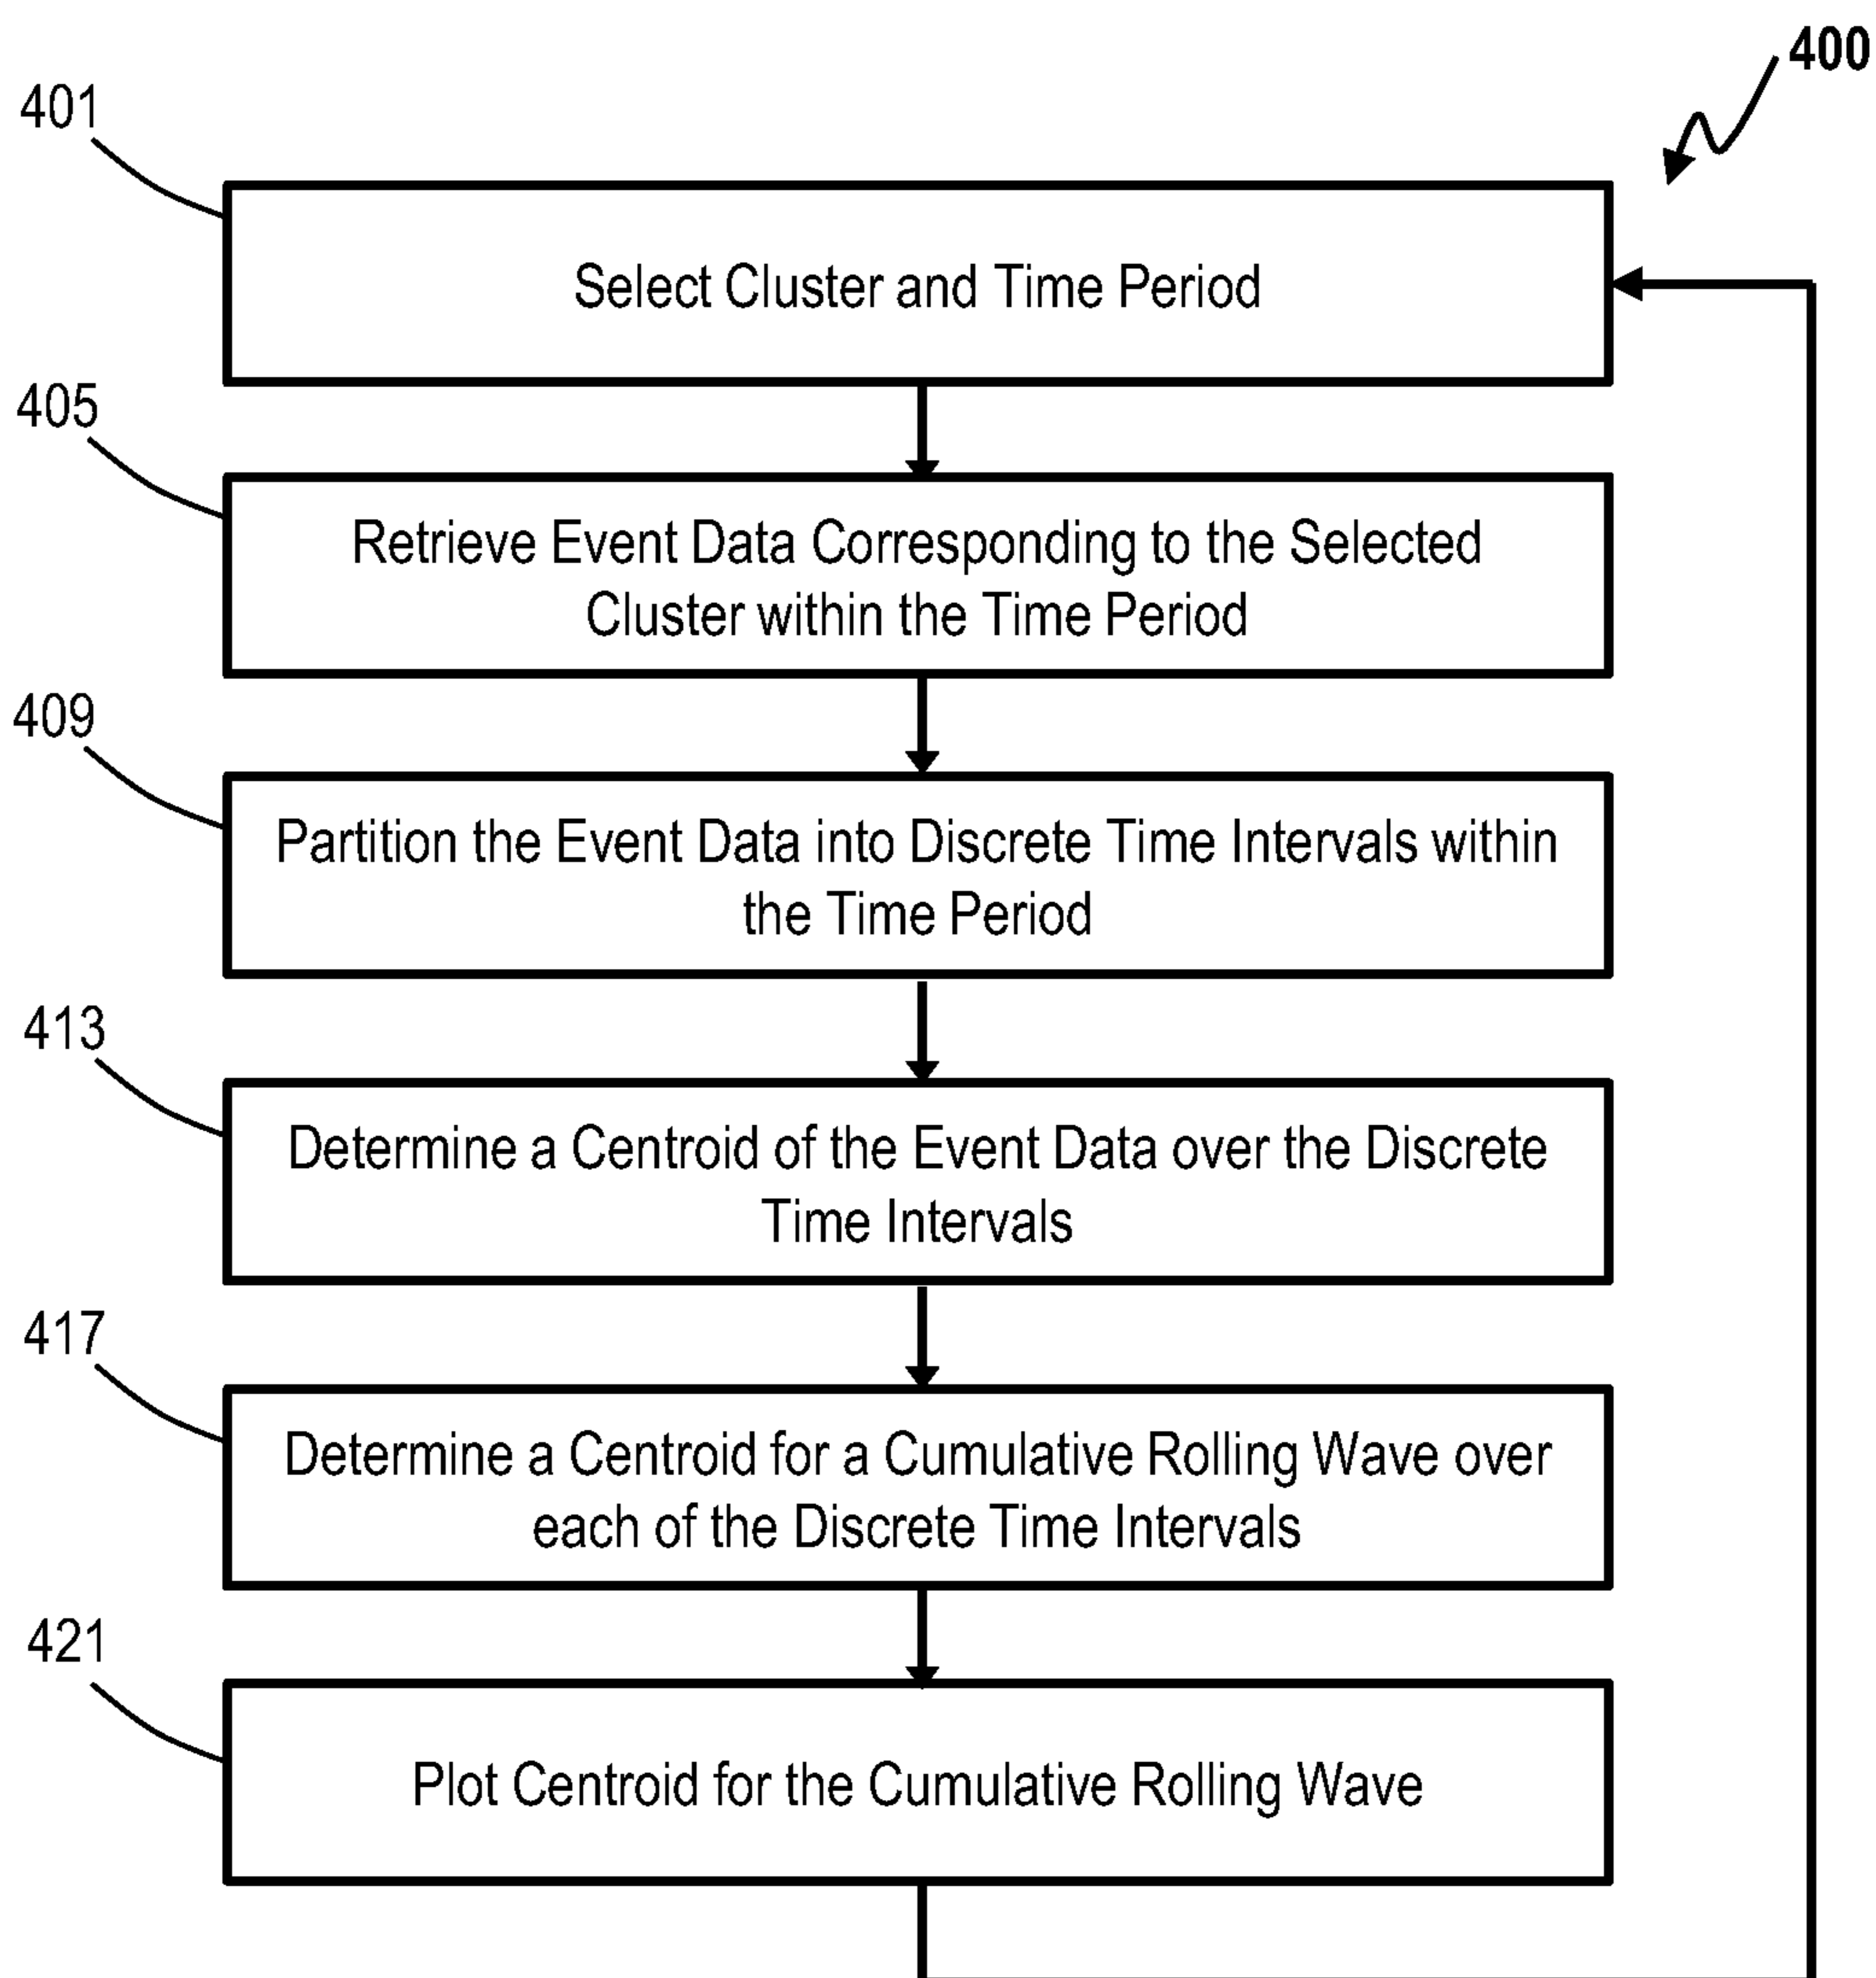 400
401
Select Cluster and Time Period
405
Retrieve Event Data Corresponding to the Selected
Cluster within the Time Period
409
Partition the Event Data into Discrete Time Intervals within
the Time Period
413
Determine a Centroid of the Event Data over the Discrete
Time Intervals
417
Determine a Centroid for a Cumulative Rolling Wave over
each of the Discrete Time Intervals
421
Plot Centroid for the Cumulative Rolling Wave